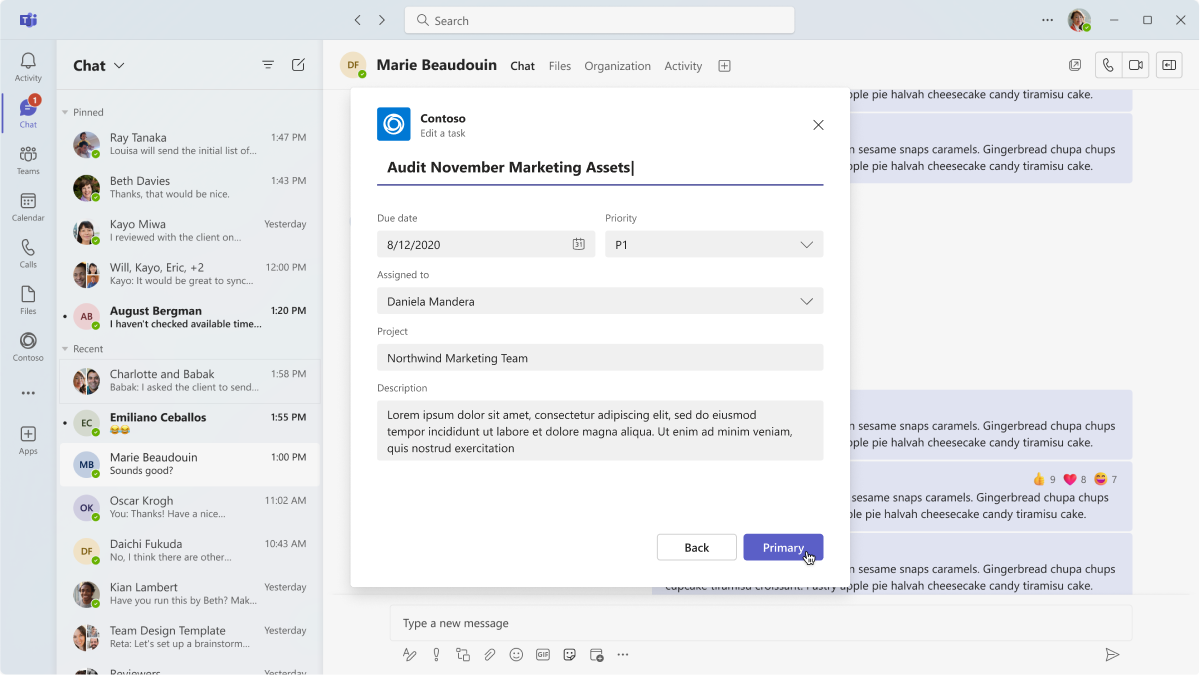 Search
Activity
Chat
1
Teams
Calendar
Calls
Files
Contoso
Apps
Chat
Pinned
Ray Tanaka 1:47 PM
Louisa will send the initial list of...
Beth Davies 1:43 PM
Thanks, that would be nice.
Kayo Miwa Yesterday
I reviewed with the client on...
Will, Kayo, Eric, +2 12:00 PM
Kayo: It would be great to sync...
AB
August Bergman 1:20 PM
I haven't checked available time...
Recent
Charlotte and Babak 1:58 PM
Babak: I asked the client to send...
EC
Emiliano Ceballos 1:55 PM
MB
Marie Beaudouin 1:00 PM
Sounds good?
OK
Oscar Krogh 11:02 AM
You: Thanks! Have a nice...
DF
Daichi Fukuda 10:43 AM
No, I think there are other...
Kian Lambert Yesterday
Have you run this by Beth? Mak...
Team Design Template Yesterday
Reta: Let's set up a brainstorm...
Reviewers Yesterday
DF
Marie Beaudouin Chat Files Organization Activity
pple pie halvah cheesecake candy tiramisu cake.
n sesame snaps caramels. Gingerbread chupa chups
pple pie halvah cheesecake candy tiramisu cake.
Contoso
Edit a task
Audit November Marketing Assets
Due date Priority
8/12/2020 31 P1
Assigned to
Daniela Mandera
Project
Northwind Marketing Team
Description
Lorem ipsum dolor sit amet, consectetur adipiscing elit, sed do eiusmod
tempor incididunt ut labore et dolore magna aliqua. Ut enim ad minim veniam,
quis nostrud exercitation
Back Primary
n sesame snaps caramels. Gingerbread chupa chups
pple pie halvah cheesecake candy tiramisu cake.
9 8 7
sesame snaps caramels. Gingerbread chupa chups
ple pie halvah cheesecake candy tiramisu cake.
n sesame snaps caramels. Gingerbread chupa chups
cupcake tiramisu croissant. Pastry apple pie halvah cheesecake candy tiramisu cake.
Type a new message
GIF